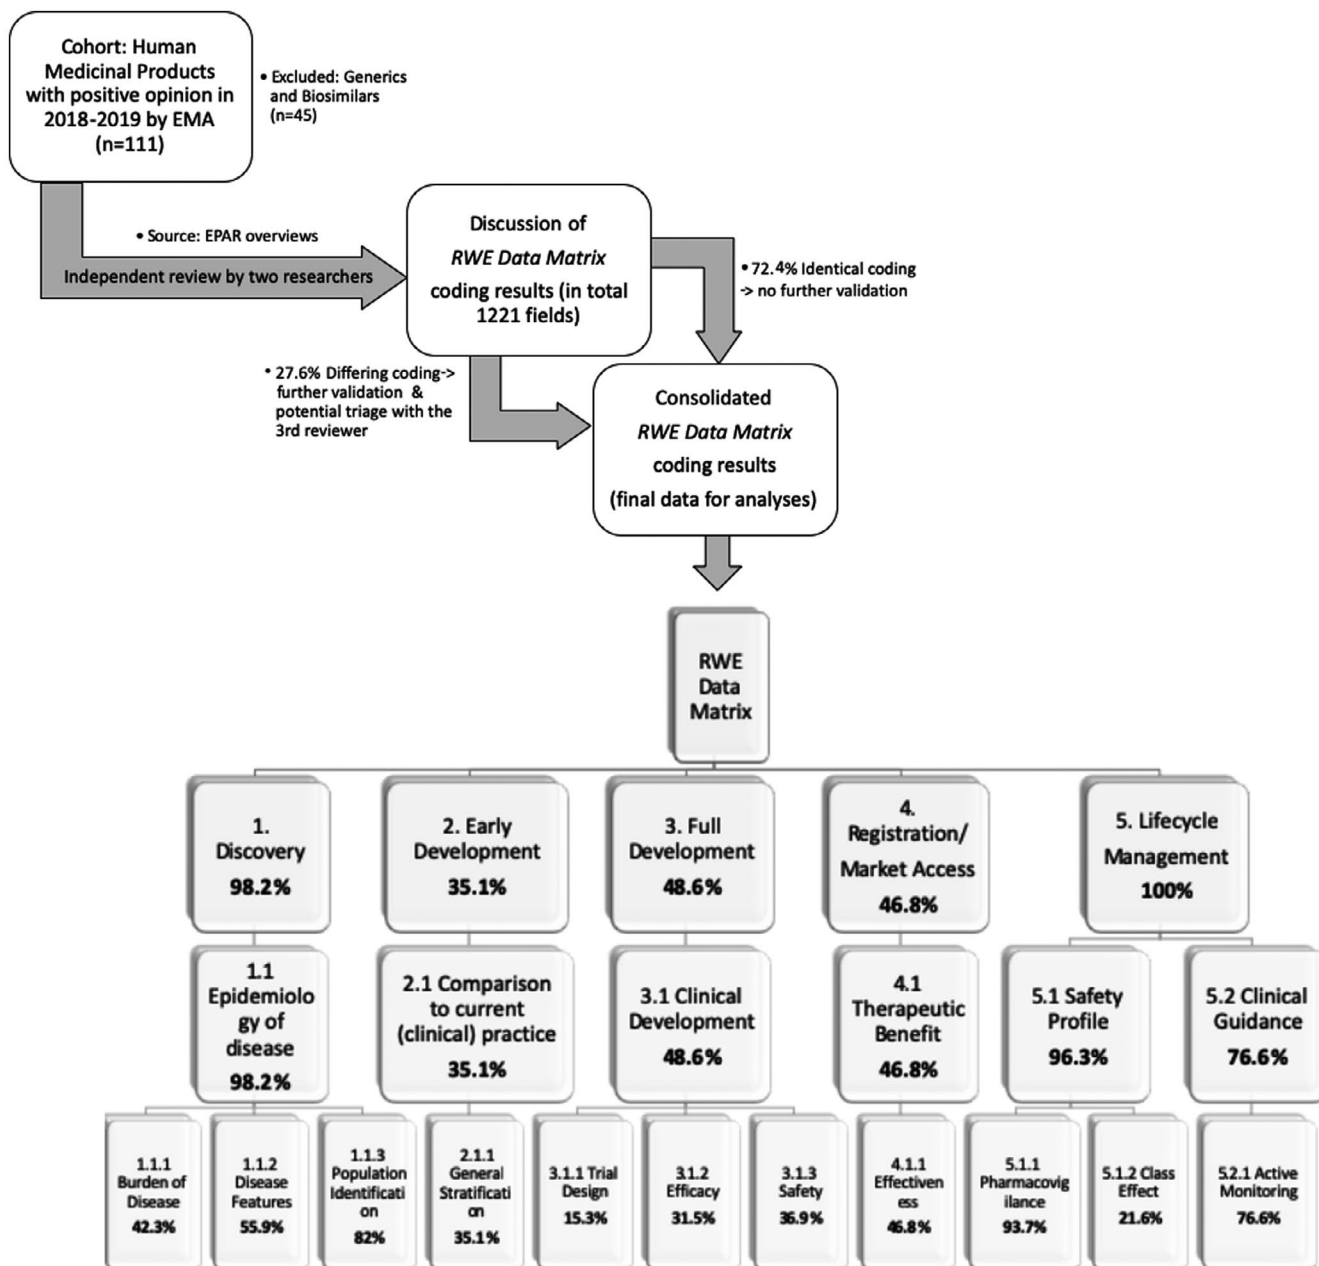 Cohort: Human
Medicinal Products
with positive opinion in
2018-2019 by EMA
(n=111)
• Excluded: Generics
and Biosimilars
(n=45)
• Source: EPAR overviews
Independent review by two researchers
Discussion of
RWE Data Matrix
coding results (in total
1221 fields)
• 72.4% Identical coding
-> no further validation
• 27.6% Differing coding->
further validation &
potential triage with the
3rd reviewer
Consolidated
RWE Data Matrix
coding results
(final data for analyses)
RWE
Data
Matrix
1.
Discovery
98.2%
2. Early
Development
35.1%
3. Full
Development
48.6%
4.
Registration/
Market Access
46.8%
5. Lifecycle
Management
100%
1.1
Epidemiolo
gy of
disease
98.2%
2.1 Comparison
to current
(clinical) practice
35.1%
3.1 Clinical
Development
48.6%
4.1
Therapeutic
Benefit
46.8%
5.1 Safety
Profile
96.3%
5.2 Clinical
Guidance
76.6%
1.1.1
Burden of
Disease
42.3%
1.1.2
Disease
Features
55.9%
1.1.3
Population
Identificati
on
82%
2.1.1
General
Stratificati
on
35.1%
3.1.1 Trial
Design
15.3%
3.1.2
Efficacy
31.5%
3.1.3
Safety
36.9%
4.1.1
Effectiven
ess
46.8%
5.1.1
Pharmacovig
ilance
93.7%
5.1.2 Class
Effect
21.6%
5.2.1 Active
Monitoring
76.6%